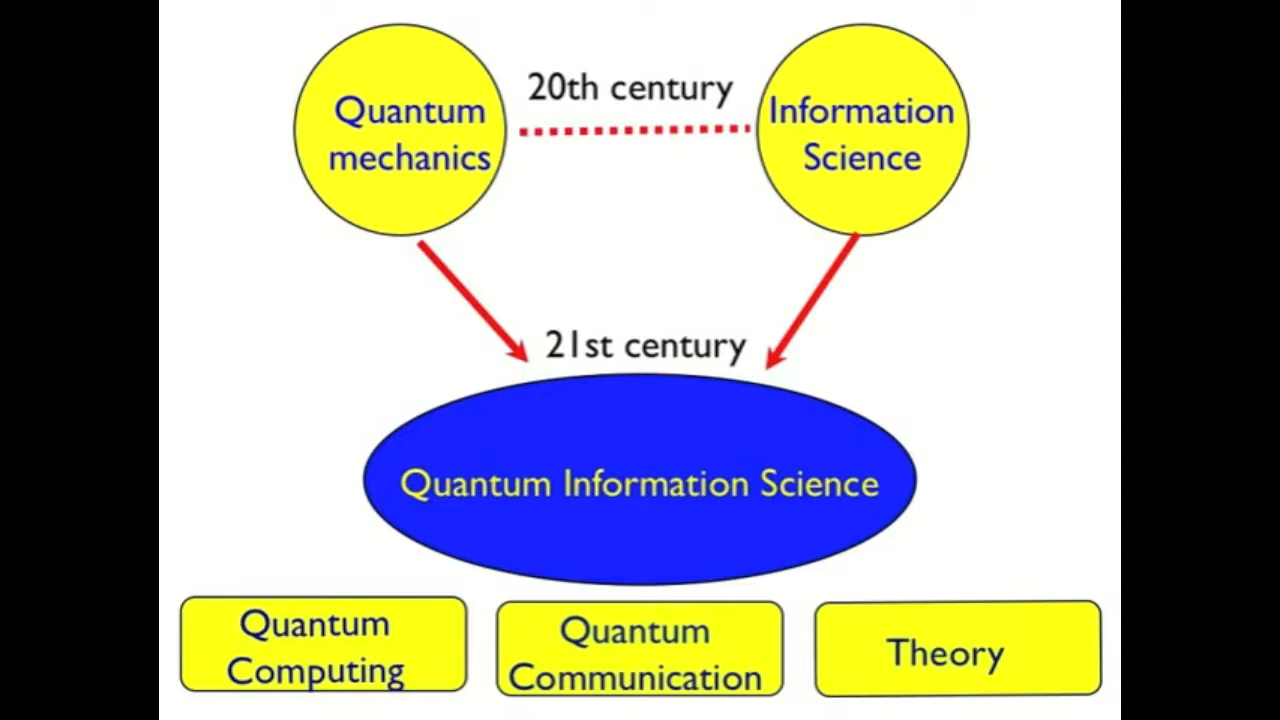 20th century
Quantum
mechanics
Information
Science
21st century
Quantum Information Science
Quantum
Computing
Quantum
Communication
Theory